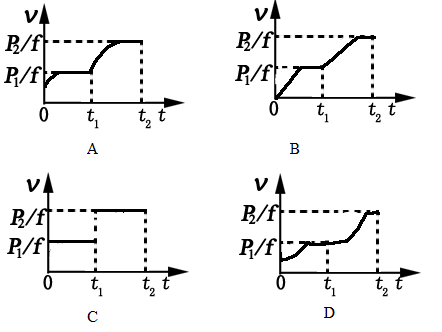 v
P₂/f
P₁/f
0 t₁ t₂ t
A
v
P₂/f
P₁/f
0 t₁ t₂ t
B
v
P₂/f
P₁/f
0 t₁ t₂ t
C
v
P₂/f
P₁/f
0 t₁ t₂ t
D